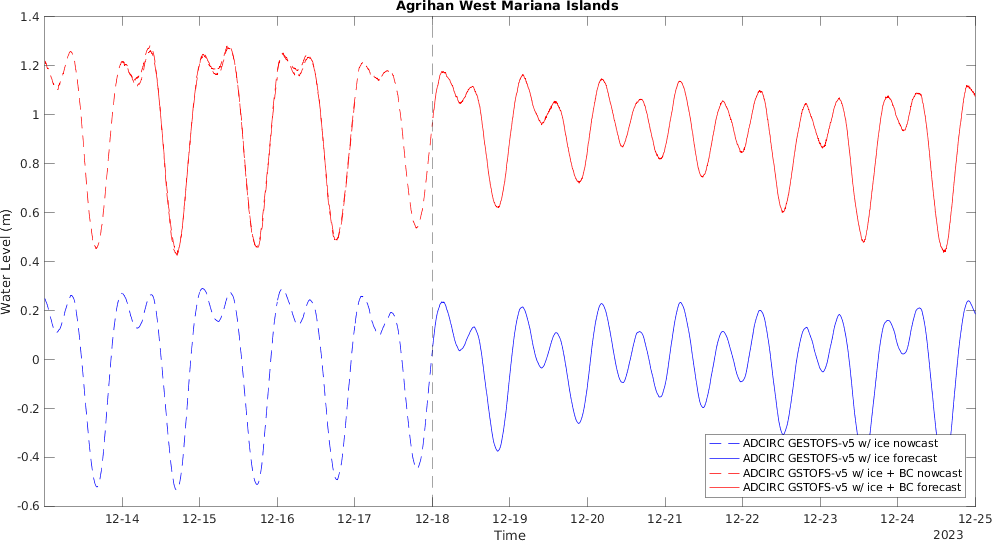 Agrihan West Mariana Islands
1.4
1.2
1
0.8
0.6
0.4
0.2
0
-0.2
-0.4
-0.6
Water Level (m)
ADCIRC GESTOFS-v5 w/ ice nowcast
ADCIRC GESTOFS-v5 w/ ice forecast
ADCIRC GSTOFS-v5 w/ ice + BC nowcast
ADCIRC GSTOFS-v5 w/ ice + BC forecast
12-14 12-15 12-16 12-17 12-18 12-19 12-20 12-21 12-22 12-23 12-24 12-25
Time
2023